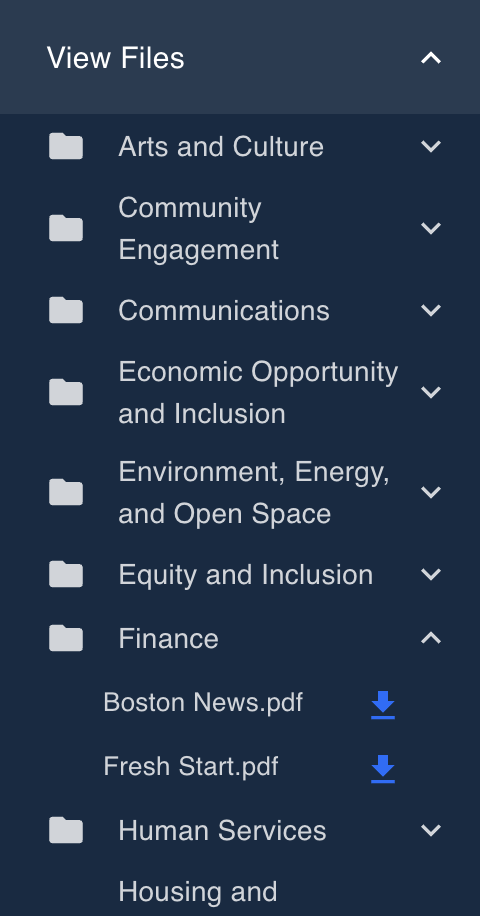 View Files
Arts and Culture
Community
Engagement
Communications
Economic Opportunity
and Inclusion
Environment, Energy,
and Open Space
Equity and Inclusion
Finance
Boston News.pdf
Fresh Start.pdf
Human Services
Housing and